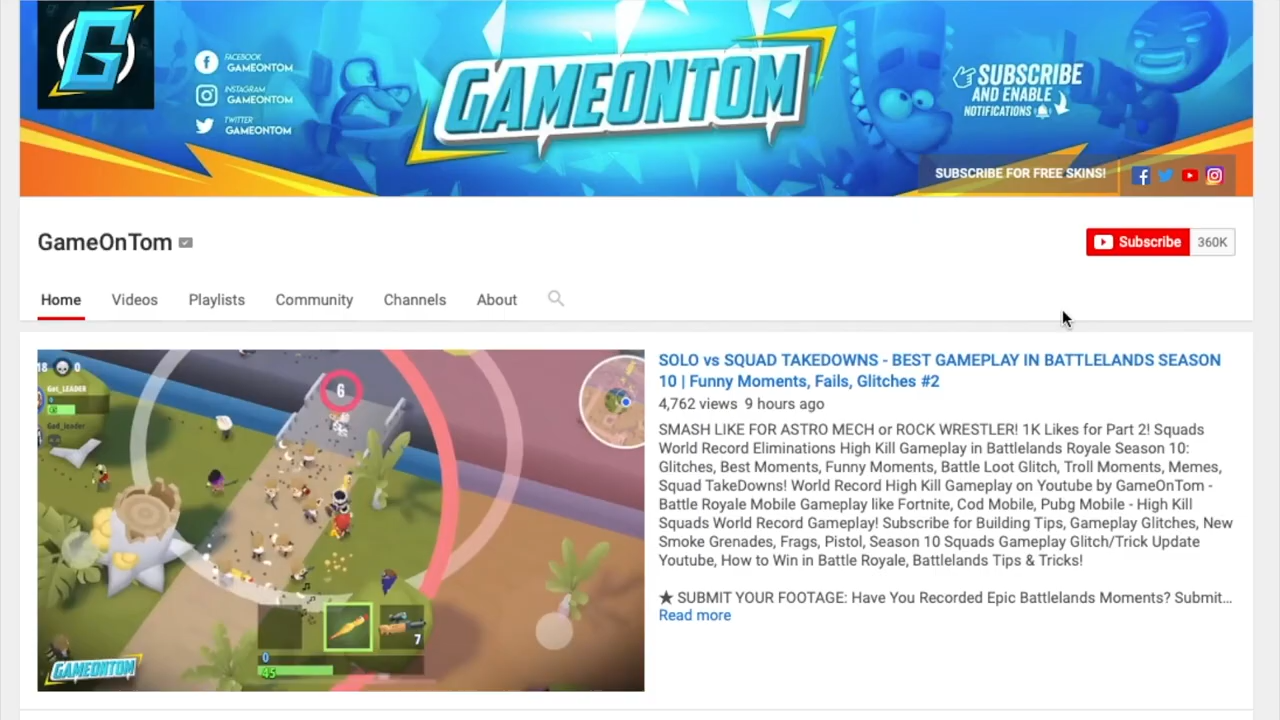 G
FACEBOOK
GAMEONTOM
INSTAGRAM
GAMEONTOM
TWITTER
GAMEONTOM
GAMEONTOM
SUBSCRIBE
AND ENABLE
NOTIFICATIONS
SUBSCRIBE FOR FREE SKINS!
GameOnTom
Subscribe 360K
Home Videos Playlists Community Channels About
SOLO vs SQUAD TAKEDOWNS - BEST GAMEPLAY IN BATTLELANDS SEASON
10 | Funny Moments, Fails, Glitches #2
4,762 views 9 hours ago
SMASH LIKE FOR ASTRO MECH or ROCK WRESTLER! 1K Likes for Part 2! Squads
World Record Eliminations High Kill Gameplay in Battlelands Royale Season 10:
Glitches, Best Moments, Funny Moments, Battle Loot Glitch, Troll Moments, Memes,
Squad TakeDowns! World Record High Kill Gameplay on Youtube by GameOnTom -
Battle Royale Mobile Gameplay like Fortnite, Cod Mobile, Pubg Mobile - High Kill
Squads World Record Gameplay! Subscribe for Building Tips, Gameplay Glitches, New
Smoke Grenades, Frags, Pistol, Season 10 Squads Gameplay Glitch/Trick Update
Youtube, How to Win in Battle Royale, Battlelands Tips & Tricks!
★ SUBMIT YOUR FOOTAGE: Have You Recorded Epic Battlelands Moments? Submit...
Read more
18 0
6
God_leader
7
0
45
GAMEONTOM